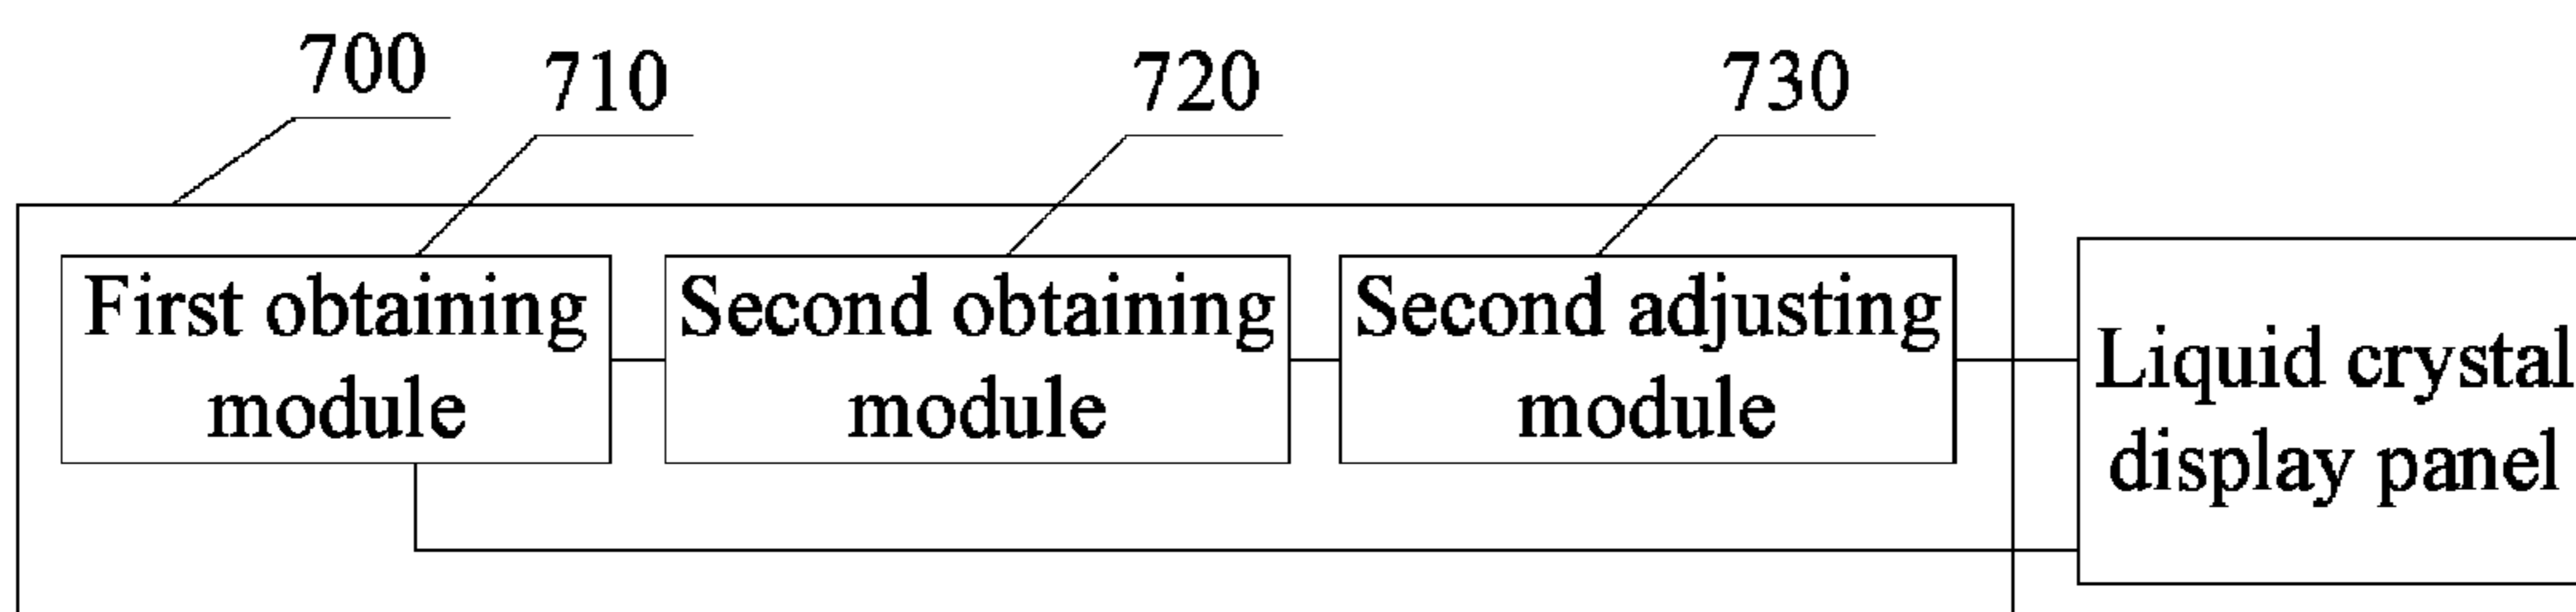 700
710
720
730
First obtaining
module
Second obtaining
module
Second adjusting
module
Liquid crystal
display panel